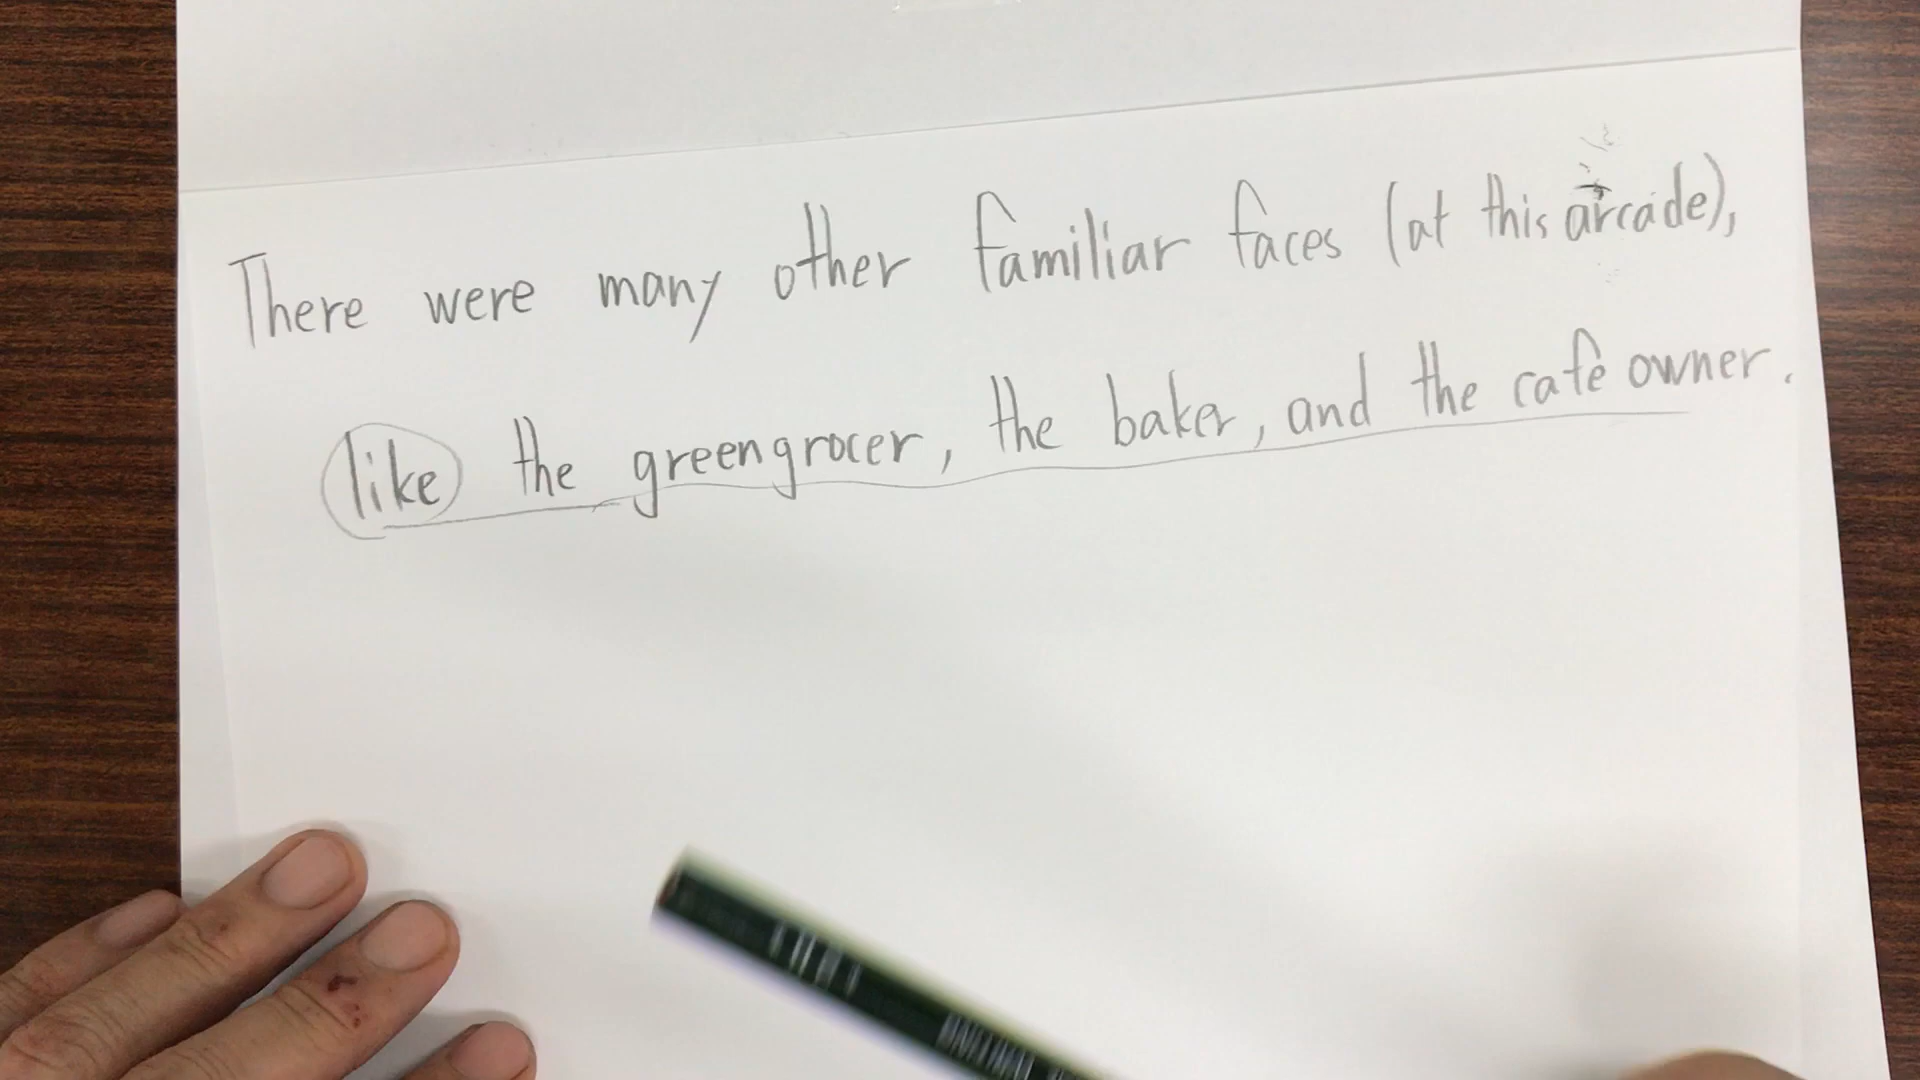 There were many other familiar faces (at this arcade),
like the greengrocer, the baker, and the café owner.